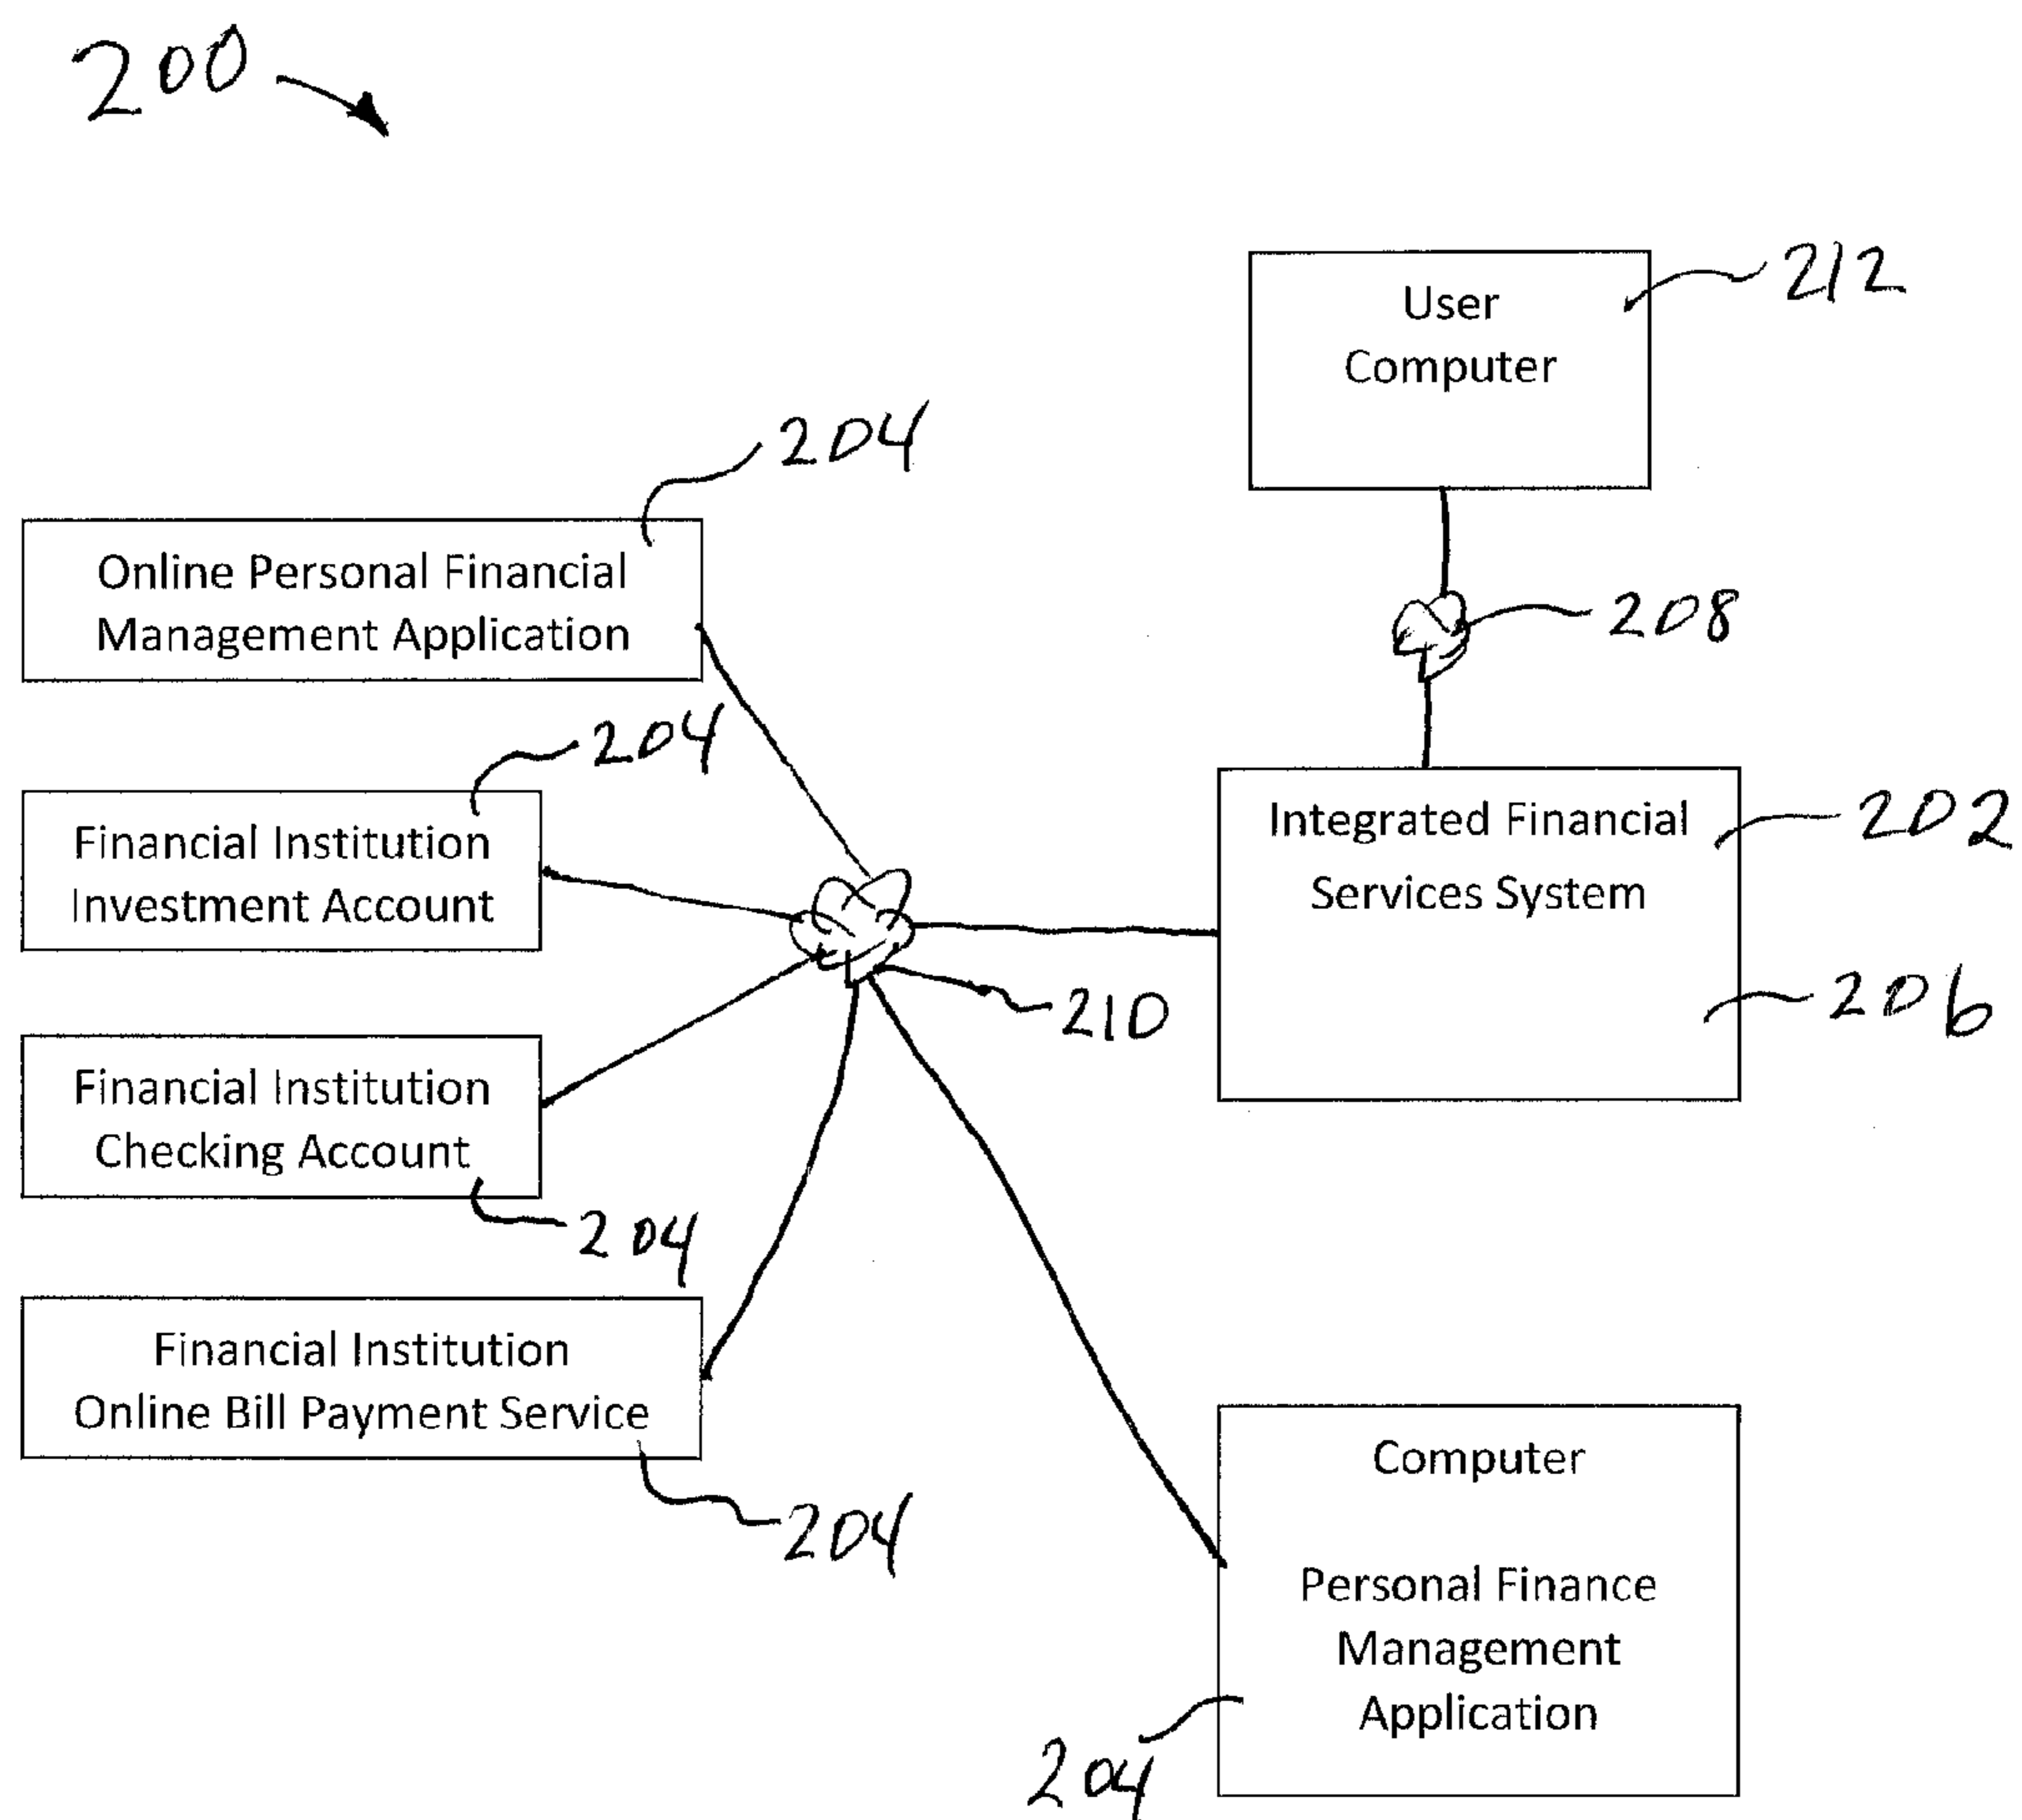 200
User
Computer
212
204
Online Personal Financial
Management Application
208
204
Financial Institution
Investment Account
Integrated Financial
Services System
202
206
210
Financial Institution
Checking Account
204
Financial Institution
Online Bill Payment Service
204
Computer
Personal Finance
Management
Application
204